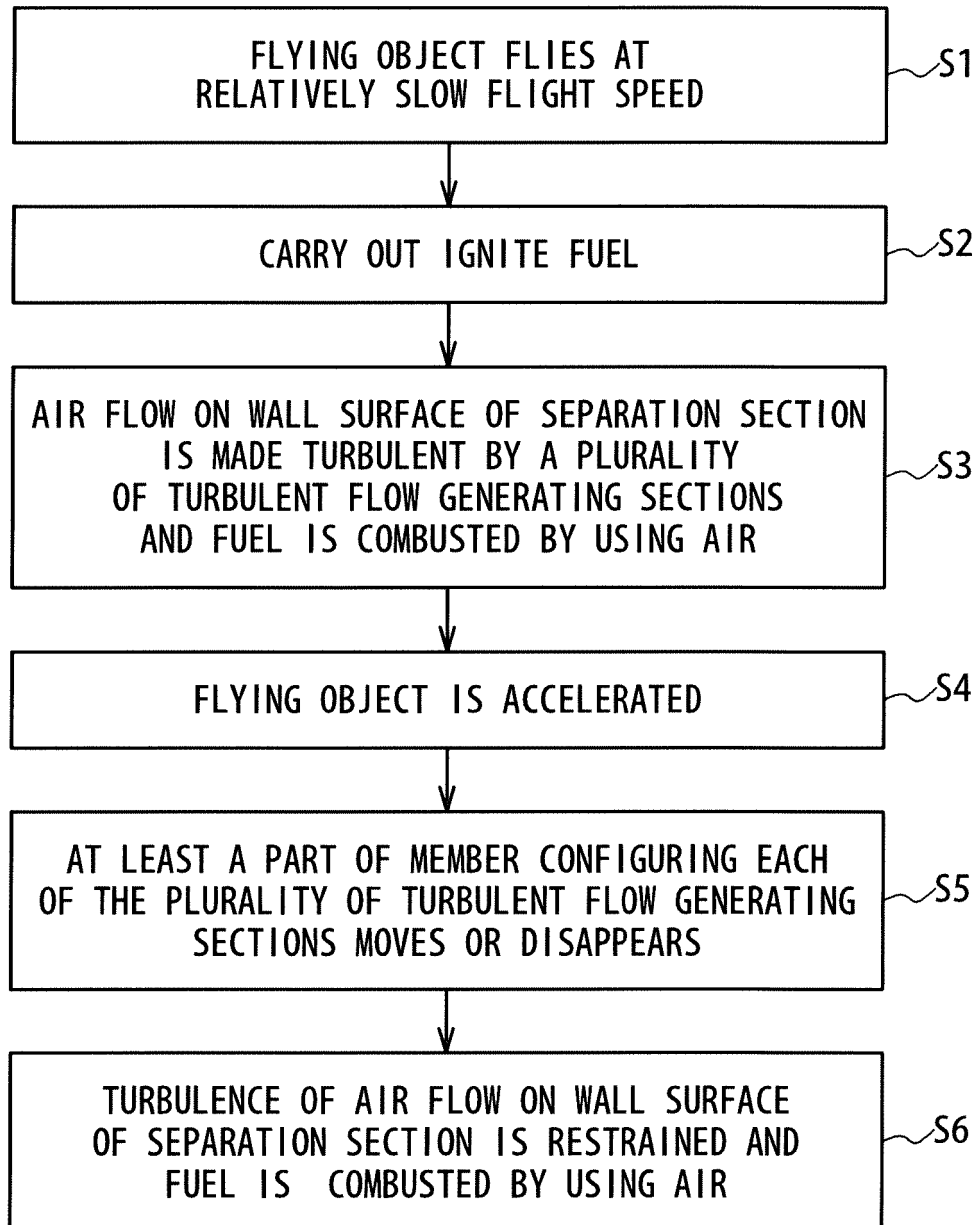 FLYING OBJECT FLIES AT
RELATIVELY SLOW FLIGHT SPEED
S1
CARRY OUT IGNITE FUEL
S2
AIR FLOW ON WALL SURFACE OF SEPARATION SECTION
IS MADE TURBULENT BY A PLURALITY
OF TURBULENT FLOW GENERATING SECTIONS
AND FUEL IS COMBUSTED BY USING AIR
S3
FLYING OBJECT IS ACCELERATED
S4
AT LEAST A PART OF MEMBER CONFIGURING EACH
OF THE PLURALITY OF TURBULENT FLOW GENERATING
SECTIONS MOVES OR DISAPPEARS
S5
TURBULENCE OF AIR FLOW ON WALL SURFACE
OF SEPARATION SECTION IS RESTRAINED AND
FUEL IS COMBUSTED BY USING AIR
S6